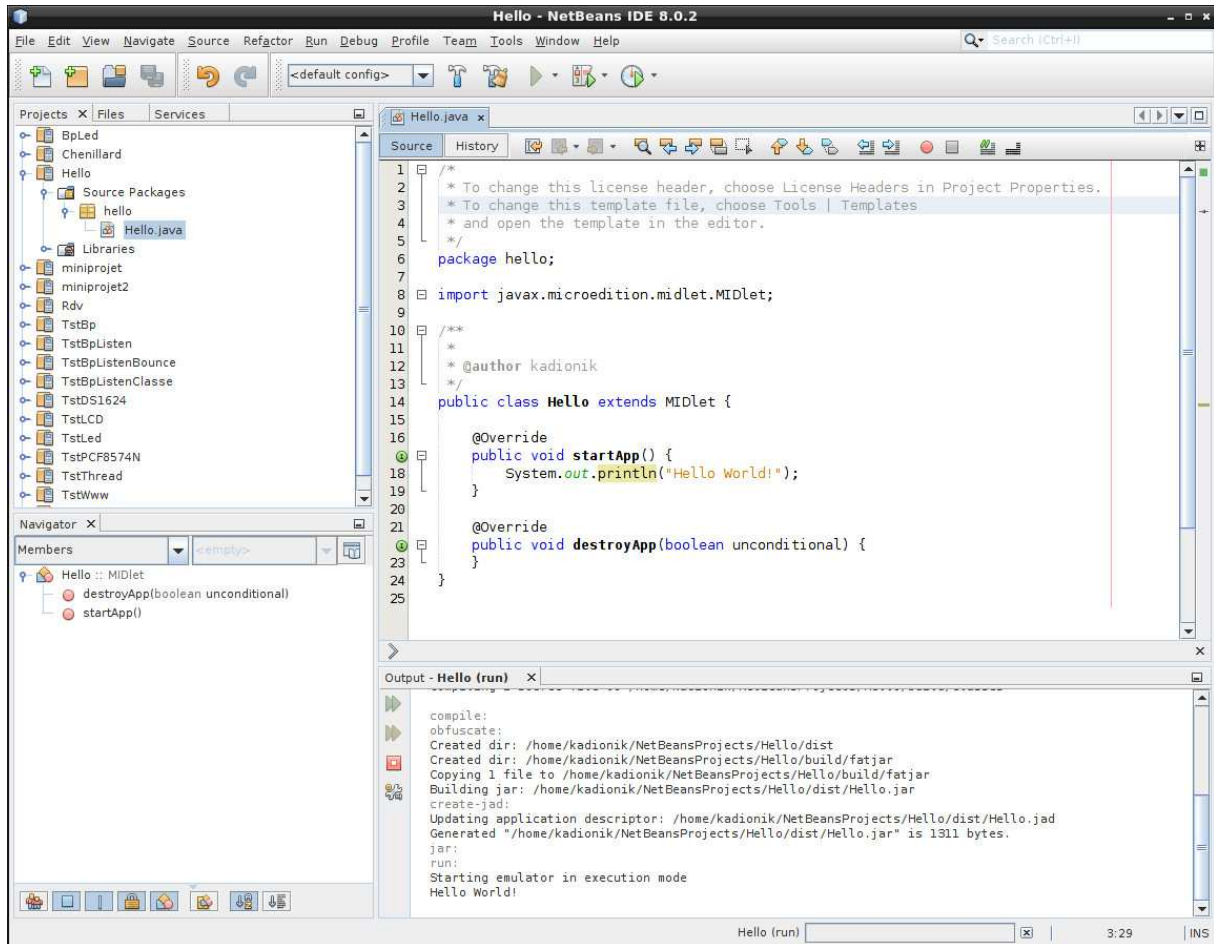 Hello - NetBeans IDE 8.0.2
File Edit View Navigate Source Refactor Run Debug Profile Team Tools Window Help
Search (Ctrl+I)
<default config>
Projects Files Services
BpLed
Chenillard
Hello
Source Packages
hello
Hello.java
Libraries
miniprojet
miniprojet2
Rdv
TstBp
TstBpListen
TstBpListenBounce
TstBpListenClasse
TstDS1624
TstLCD
TstLed
TstPCF8574N
TstThread
TstWww
Navigator
Members <empty>
Hello :: MIDlet
destroyApp(boolean unconditional)
startApp()
Hello.java
Source History
1 /*
2 * To change this license header, choose License Headers in Project Properties.
3 * To change this template file, choose Tools | Templates
4 * and open the template in the editor.
5 */
6 package hello;
7
8 import javax.microedition.midlet.MIDlet;
9
10 /**
11 *
12 * @author kadionik
13 */
14 public class Hello extends MIDlet {
15
16 @Override
public void startApp() {
18 System.out.println("Hello World!");
19 }
20
21 @Override
public void destroyApp(boolean unconditional) {
23 }
24 }
25
Output - Hello (run)
compile:
obfuscate:
Created dir: /home/kadionik/NetBeansProjects/Hello/dist
Created dir: /home/kadionik/NetBeansProjects/Hello/build/fatjar
Copying 1 file to /home/kadionik/NetBeansProjects/Hello/build/fatjar
Building jar: /home/kadionik/NetBeansProjects/Hello/dist/Hello.jar
create-jad:
Updating application descriptor: /home/kadionik/NetBeansProjects/Hello/dist/Hello.jad
Generated "/home/kadionik/NetBeansProjects/Hello/dist/Hello.jar" is 1311 bytes.
jar:
run:
Starting emulator in execution mode
Hello World!
Hello (run) 3:29 INS